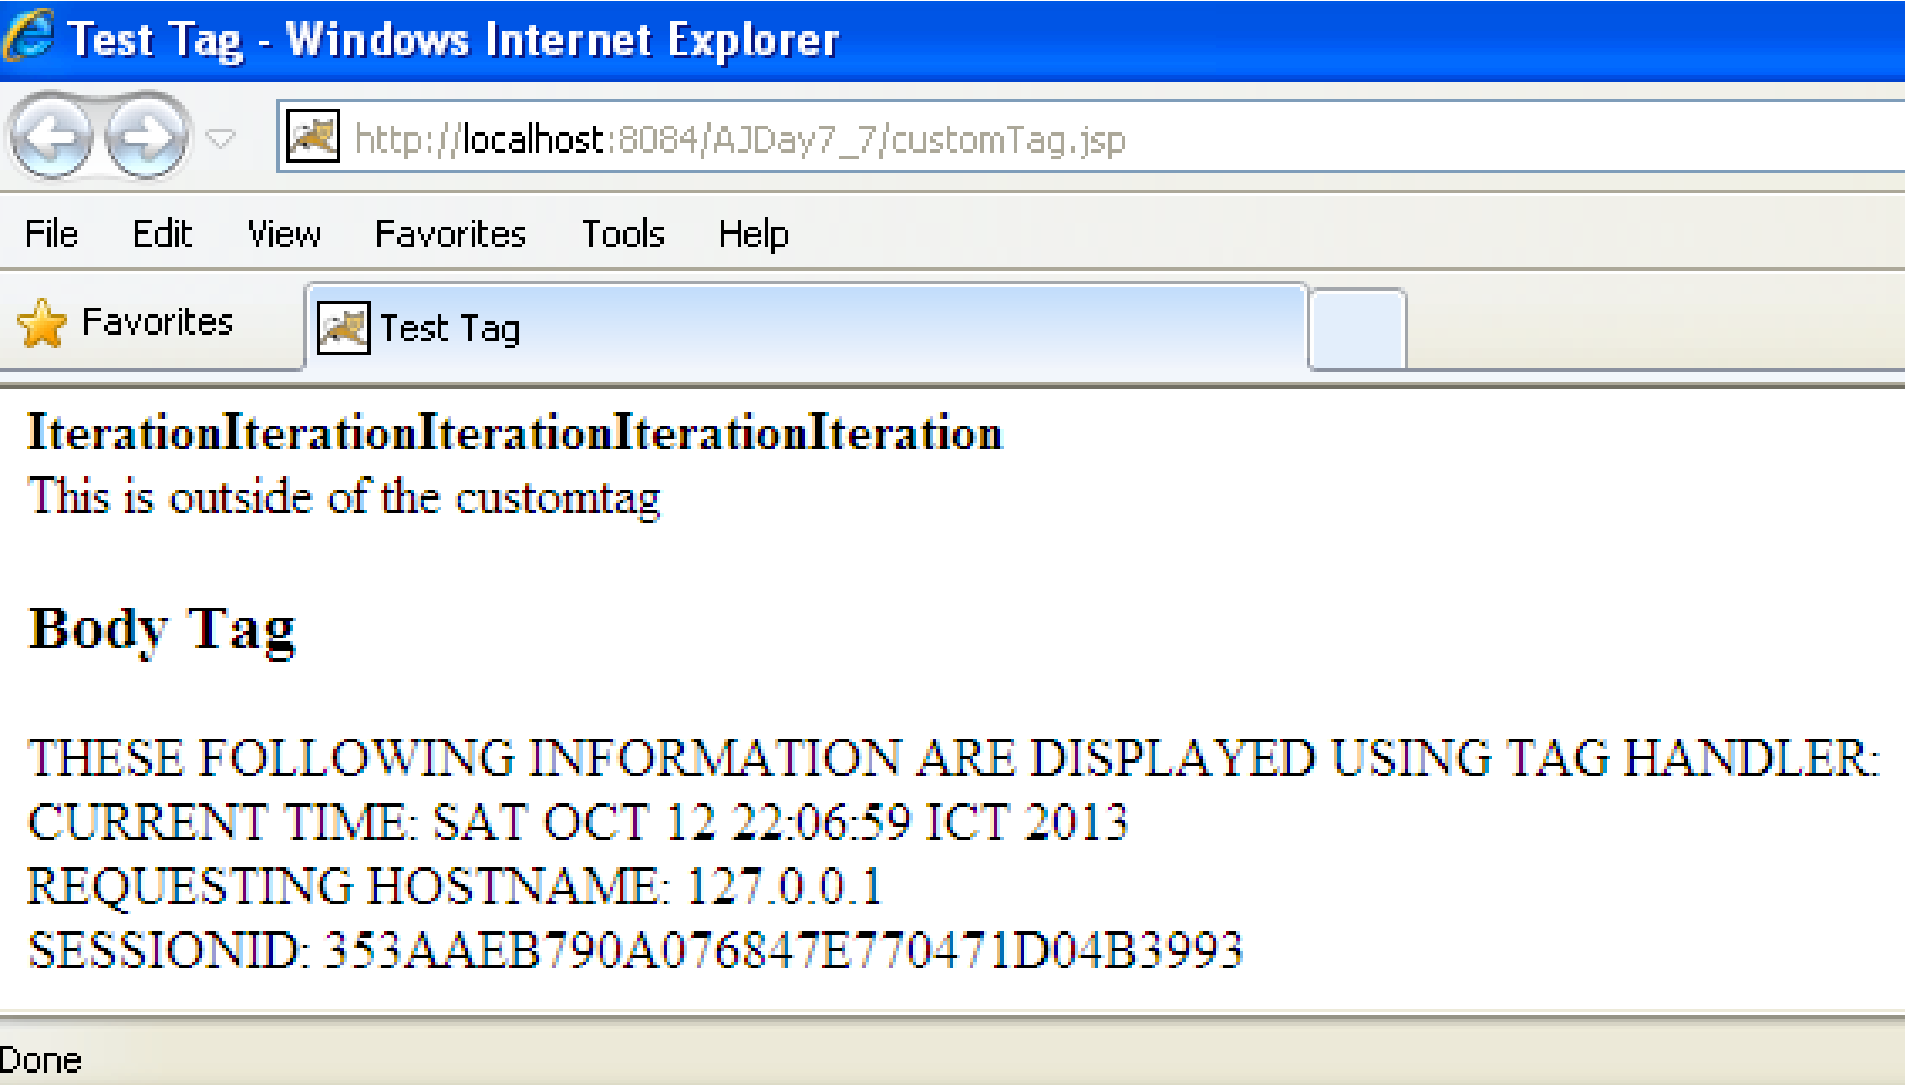 Test Tag - Windows Internet Explorer
http://localhost:8084/AJDay7_7/customTag.jsp
File Edit View Favorites Tools Help
Favorites Test Tag
IterationIterationIterationIterationIteration
This is outside of the customtag
Body Tag
THESE FOLLOWING INFORMATION ARE DISPLAYED USING TAG HANDLER:
CURRENT TIME: SAT OCT 12 22:06:59 ICT 2013
REQUESTING HOSTNAME: 127.0.0.1
SESSIONID: 353AAEB790A076847E770471D04B3993
Done